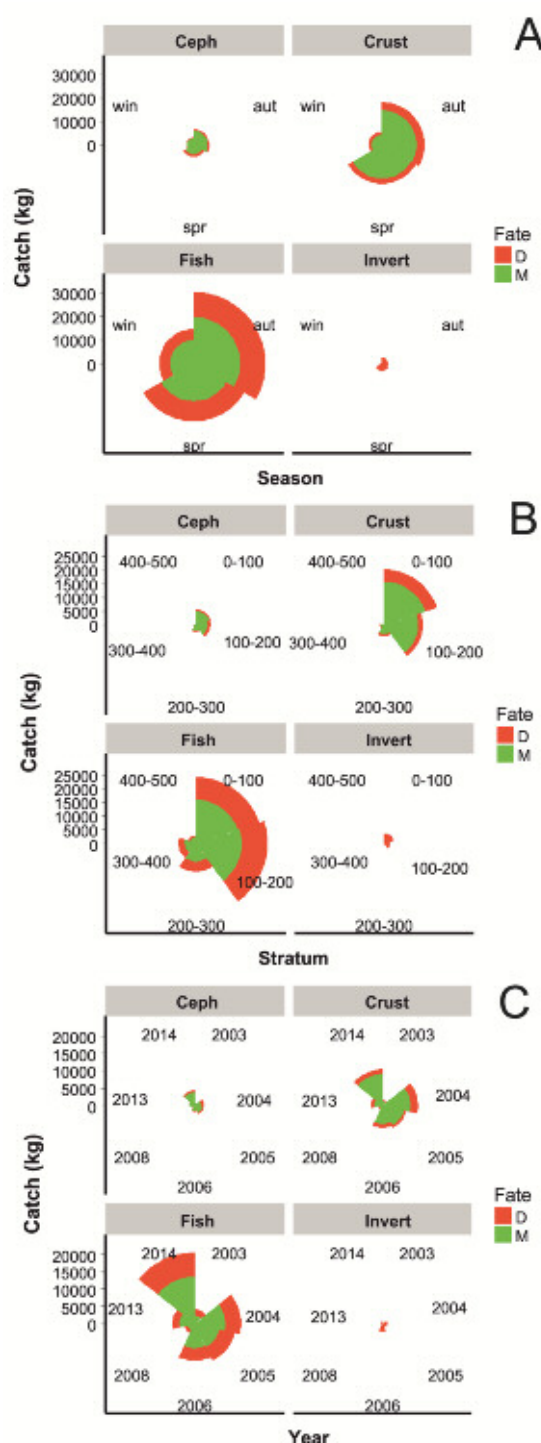 A
Ceph Crust
30000
20000
10000
0
win aut win aut
spr spr
Fish Invert
30000
20000
10000
0
win aut win aut
spr spr
Catch (kg)
Season
Fate
D
M
B
Ceph Crust
25000
20000
15000
10000
5000
0
400-500 0-100 400-500 0-100
300-400 100-200 300-400 100-200
200-300 200-300
Fish Invert
25000
20000
15000
10000
5000
0
400-500 0-100 400-500 0-100
300-400 100-200 300-400 100-200
200-300 200-300
Catch (kg)
Stratum
Fate
D
M
C
Ceph Crust
20000
15000
10000
5000
0
2014 2003 2014 2003
2013 2004 2013 2004
2008 2005 2008 2005
2006 2006
Fish Invert
20000
15000
10000
5000
0
2014 2003 2014 2003
2013 2004 2013 2004
2008 2005 2008 2005
2006 2006
Catch (kg)
Year
Fate
D
M